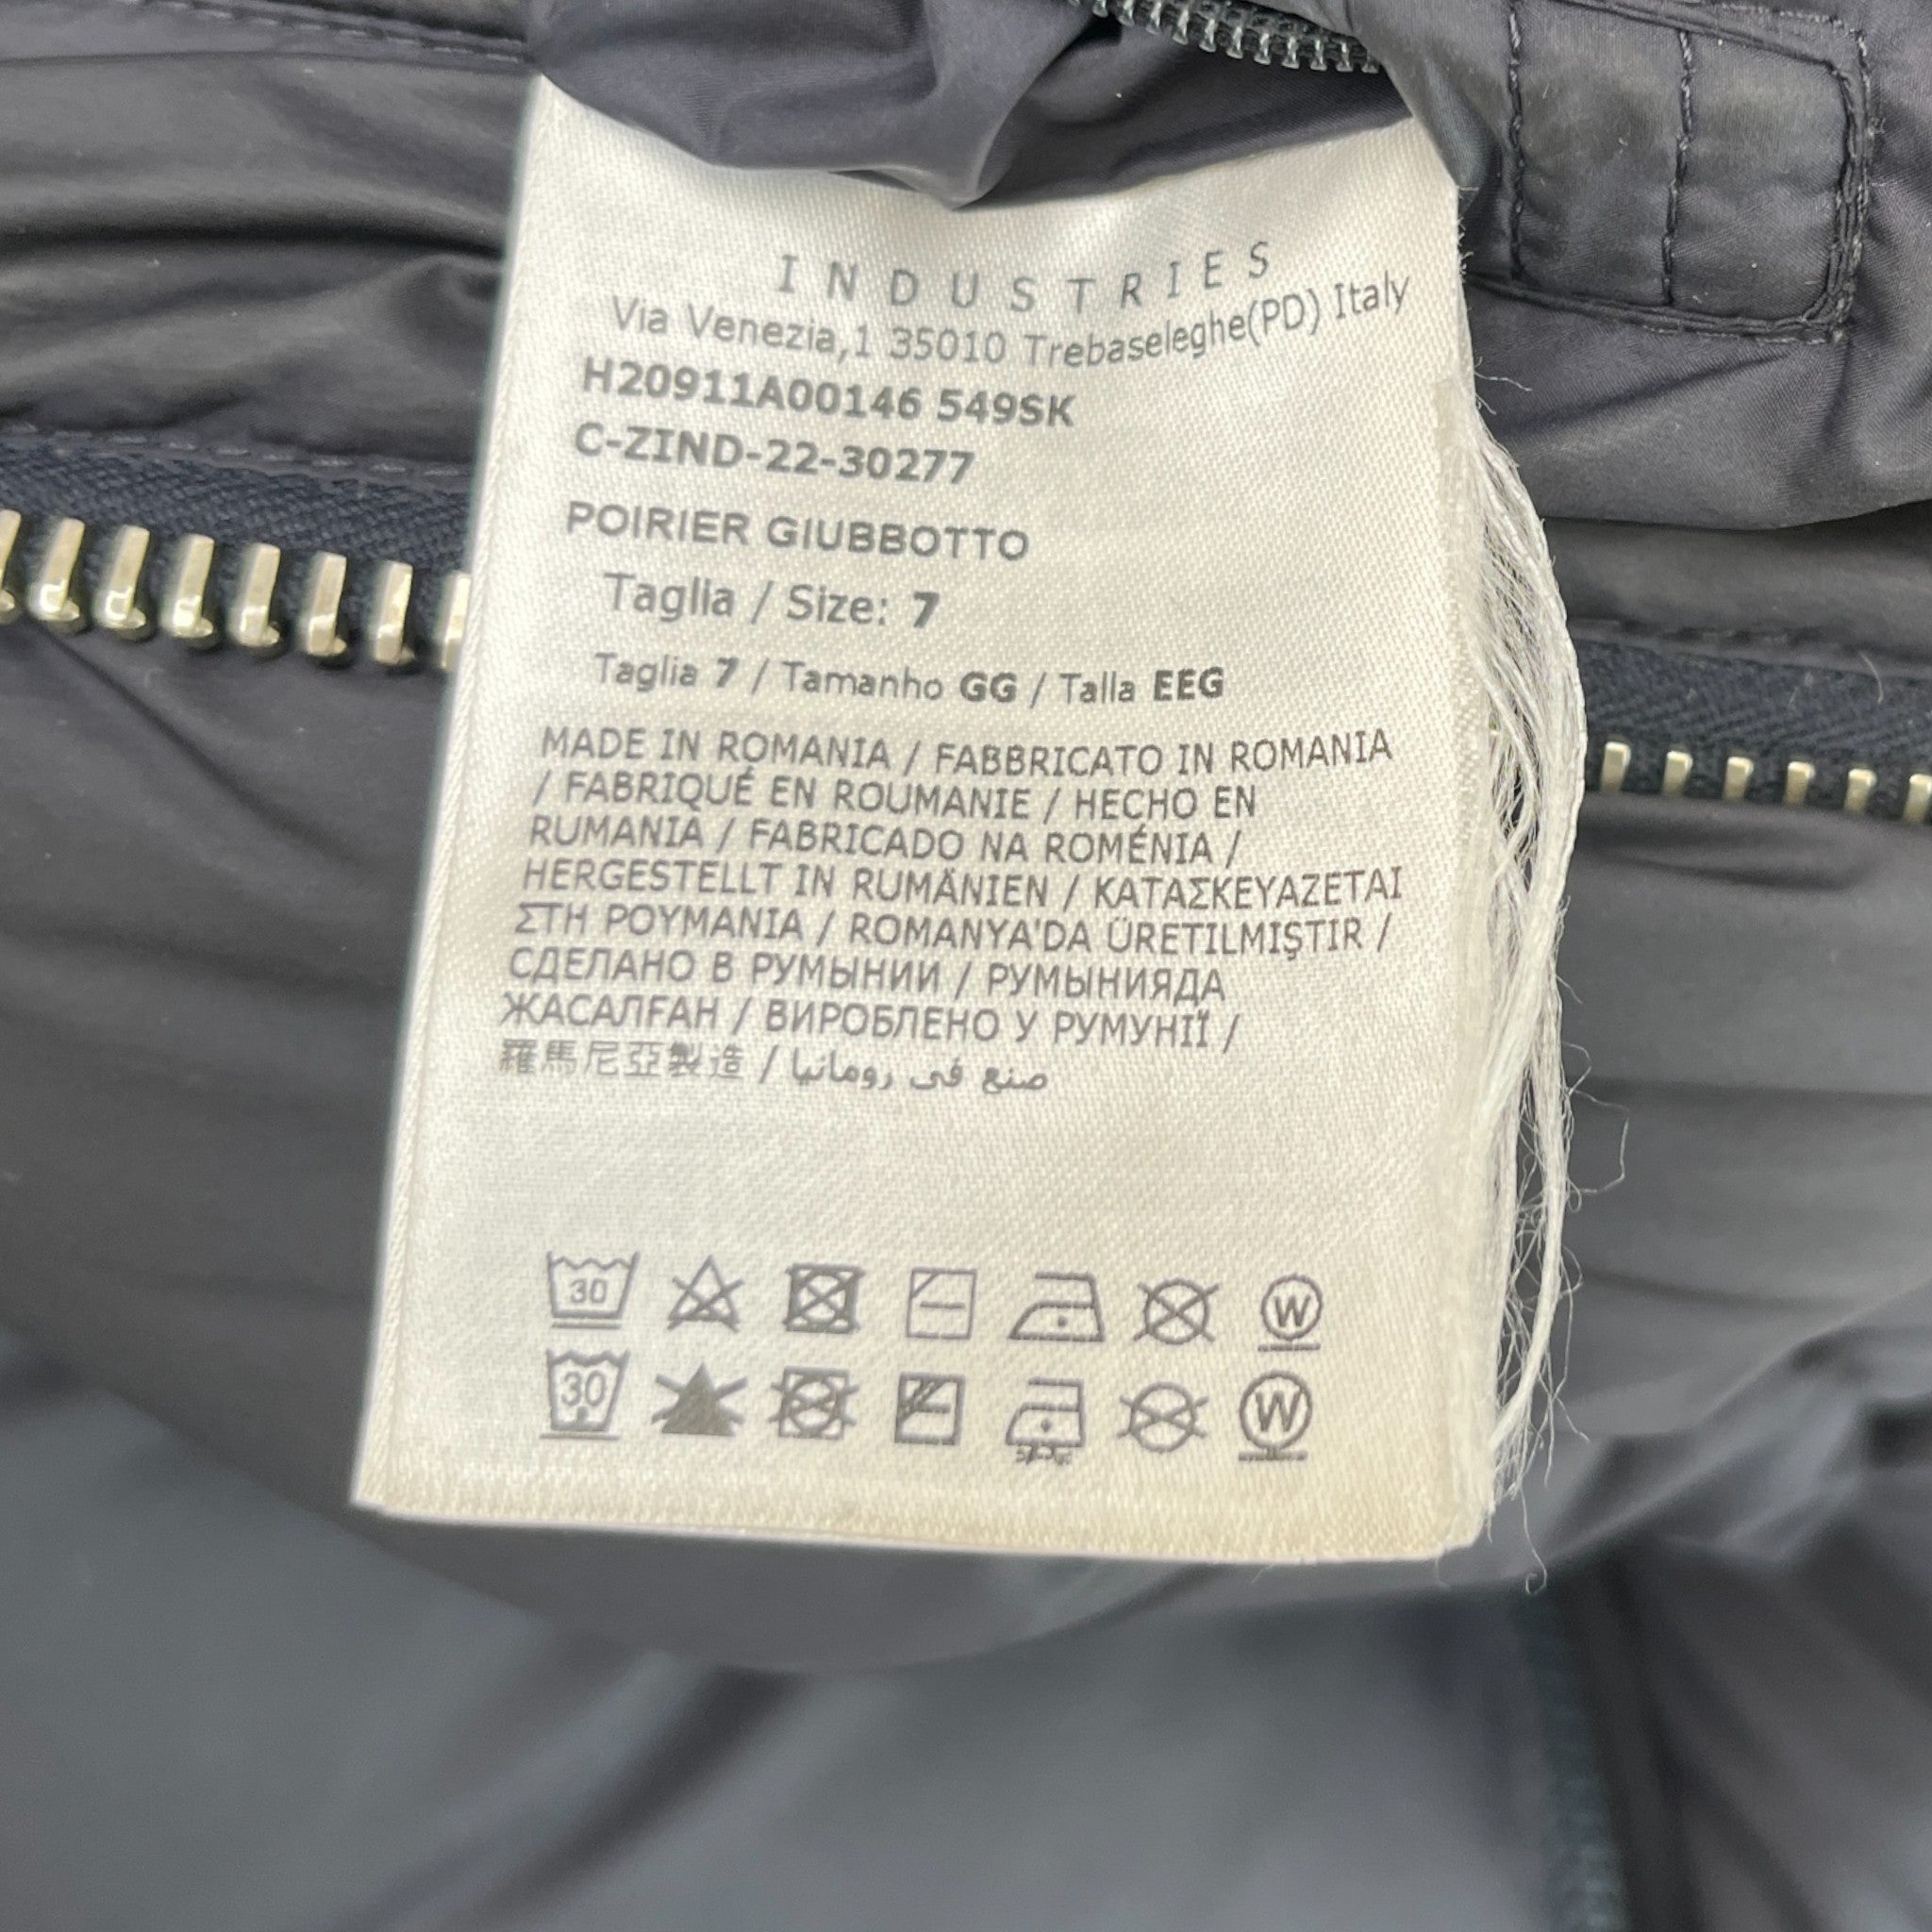 INDUSTRIES
Via Venezia,1 35010 Trebaseleghe(PD) Italy
H20911A00146 549SK
C-ZIND-22-30277
POIRIER GIUBBOTTO
Taglia / Size: 7
Taglia 7 / Tamanho GG / Talla EEG
MADE IN ROMANIA / FABBRICATO IN ROMANIA
/ FABRIQUÉ EN ROUMANIE / HECHO EN
RUMANIA / FABRICADO NA ROMÉNIA /
HERGESTELLT IN RUMÄNIEN / ΚΑΤΑΣΚΕΥΑΖΕΤΑΙ
ΣΤΗ ΡΟΥΜΑΝΙΑ / ROMANYA'DA ÜRETILMIŞTIR /
СДЕЛАНО В РУМЫНИИ / РУМЫНИЯДА
ЖАСАЛҒАН / ВИРОБЛЕНО У РУМУНІЇ /
羅馬尼亞製造 / صنع في رومانيا
30 W
30 W